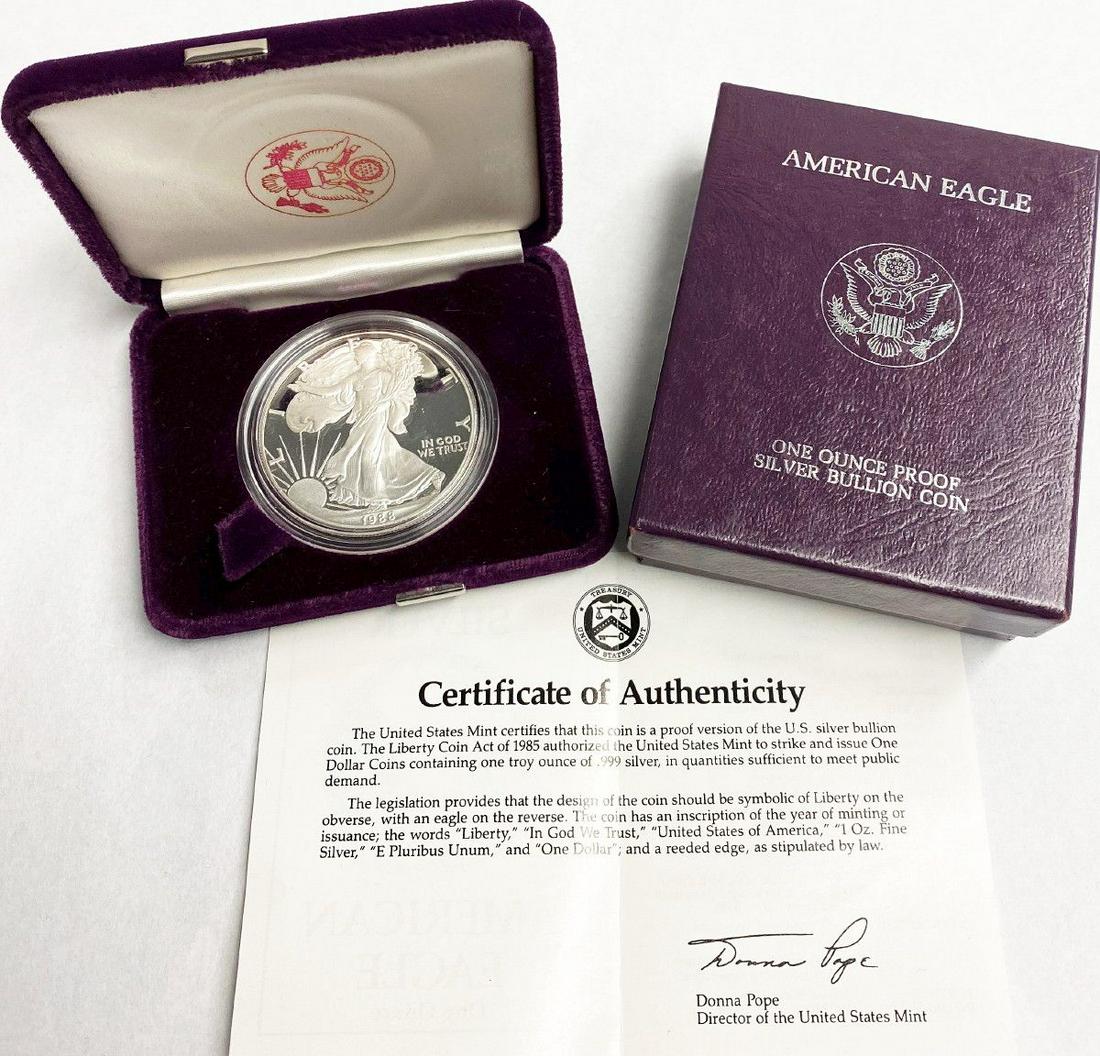 LIBERTY
IN GOD
WE TRUST
1988
AMERICAN EAGLE
ONE OUNCE PROOF
SILVER BULLION COIN
TREASURY
UNITED STATES MINT
Certificate of Authenticity
The United States Mint certifies that this coin is a proof version of the U.S. silver bullion
coin. The Liberty Coin Act of 1985 authorized the United States Mint to strike and issue One
Dollar Coins containing one troy ounce of .999 silver, in quantities sufficient to meet public
demand.
The legislation provides that the design of the coin should be symbolic of Liberty on the
obverse, with an eagle on the reverse. The coin has an inscription of the year of minting or
issuance; the words “Liberty,” “In God We Trust,” “United States of America,” “1 Oz. Fine
Silver,” “E Pluribus Unum,” and “One Dollar”; and a reeded edge, as stipulated by law.
Donna Pope
Donna Pope
Director of the United States Mint